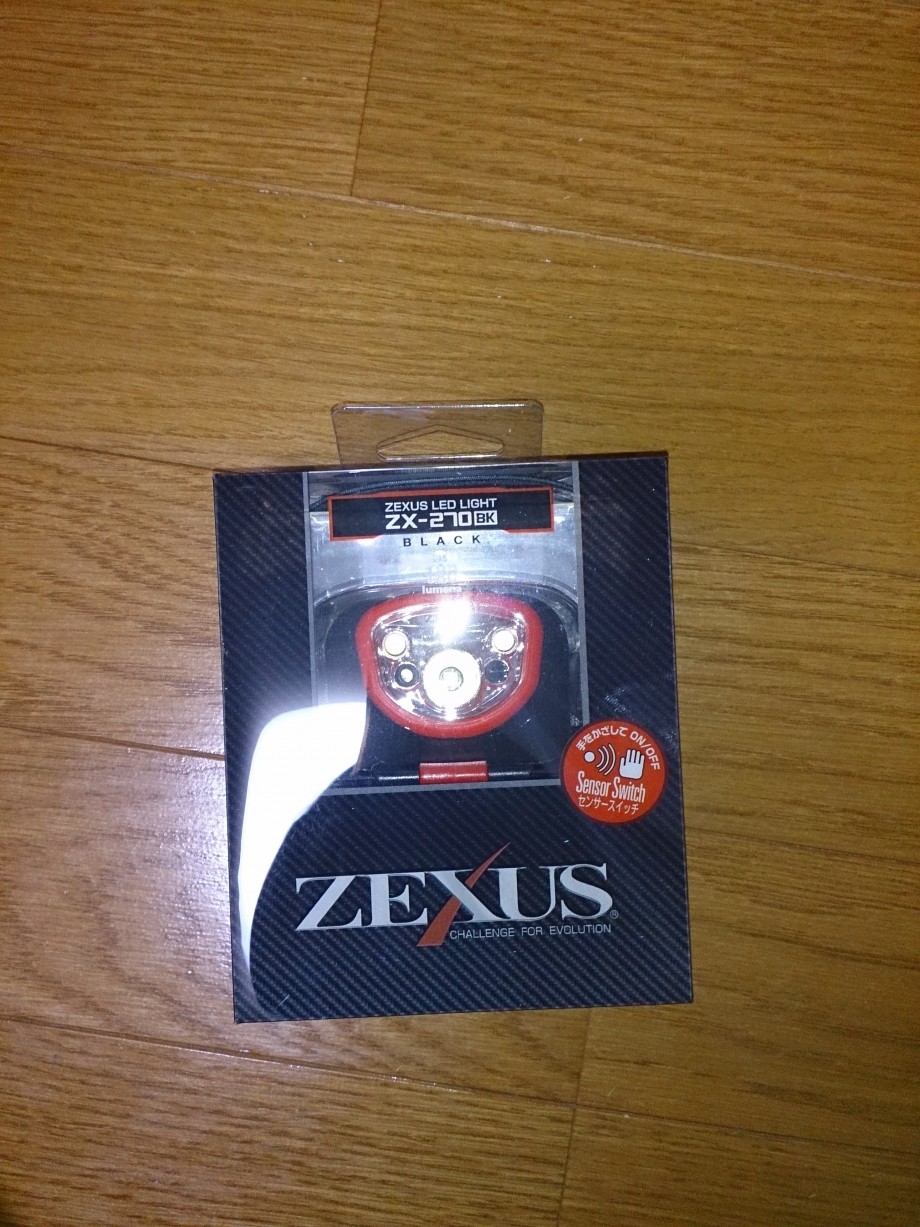 ZEXUS LED LIGHT
ZX-270 BK
BLACK
手をかざして ON/OFF
Sensor Switch
センサースイッチ
ZEXUS®
CHALLENGE FOR EVOLUTION